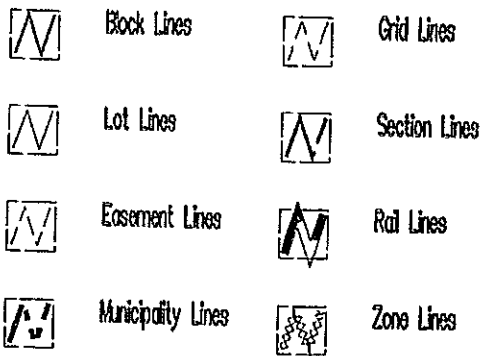 Block Lines
Grid Lines
Lot Lines
Section Lines
Easement Lines
Rail Lines
Municipality Lines
Zone Lines